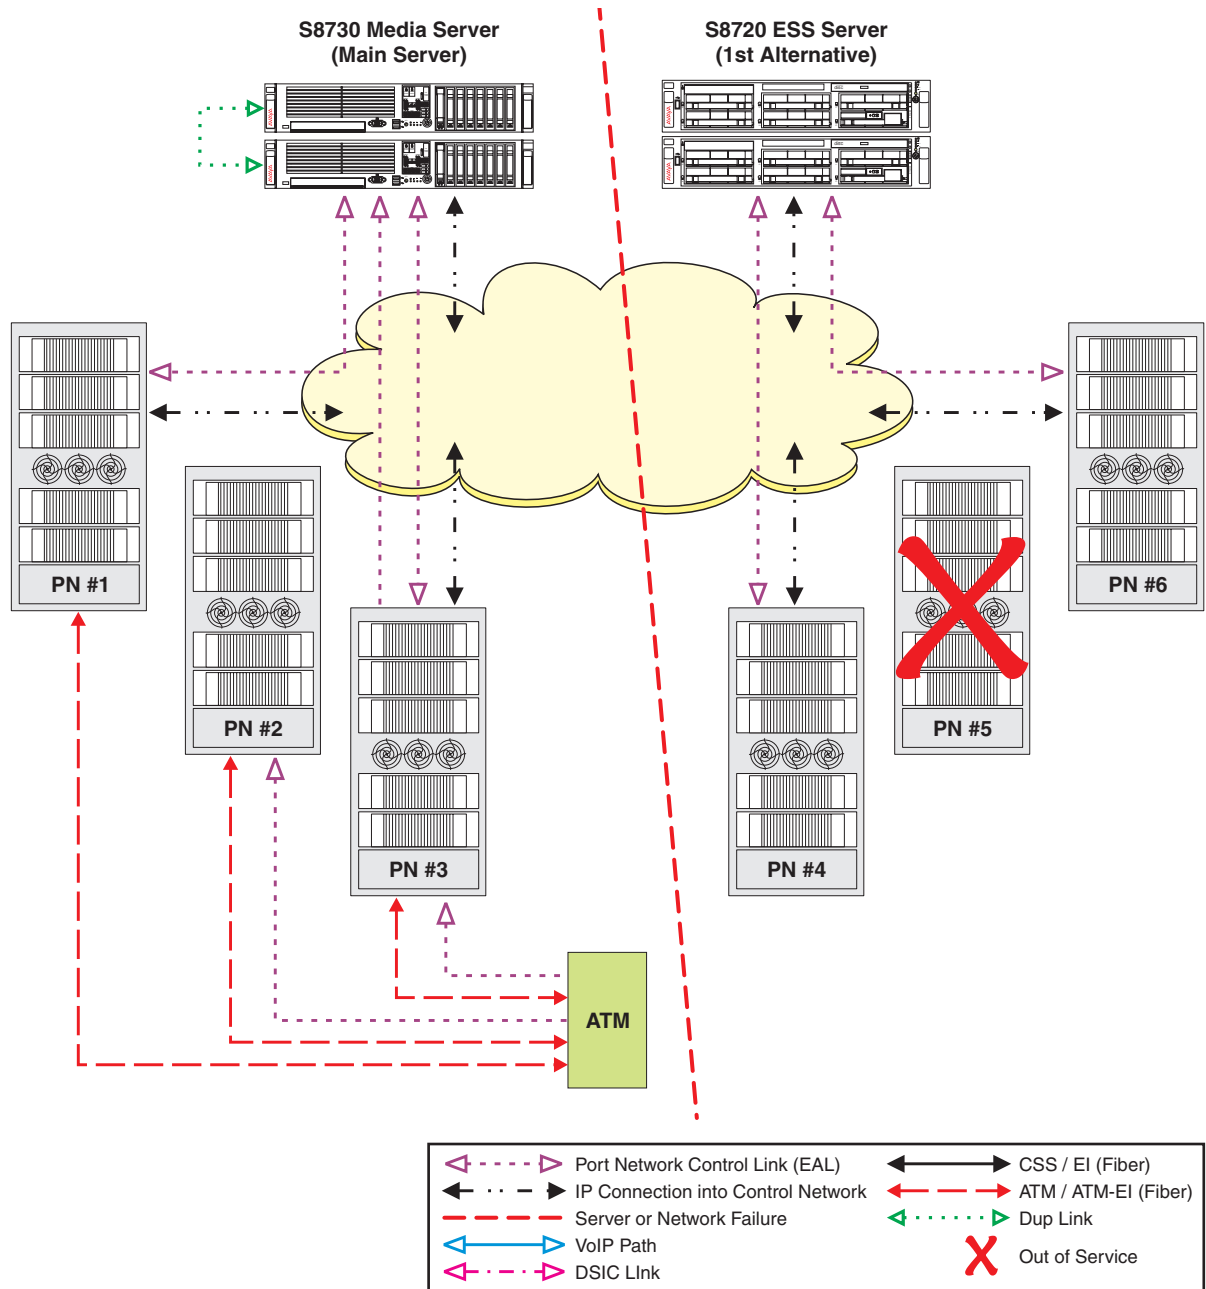 S8730 Media Server
(Main Server)
S8720 ESS Server
(1st Alternative)
PN #1
PN #2
PN #3
PN #4
PN #5
PN #6
ATM
Port Network Control Link (EAL)
IP Connection into Control Network
Server or Network Failure
VoIP Path
DSIC LInk
CSS / EI (Fiber)
ATM / ATM-EI (Fiber)
Dup Link
Out of Service